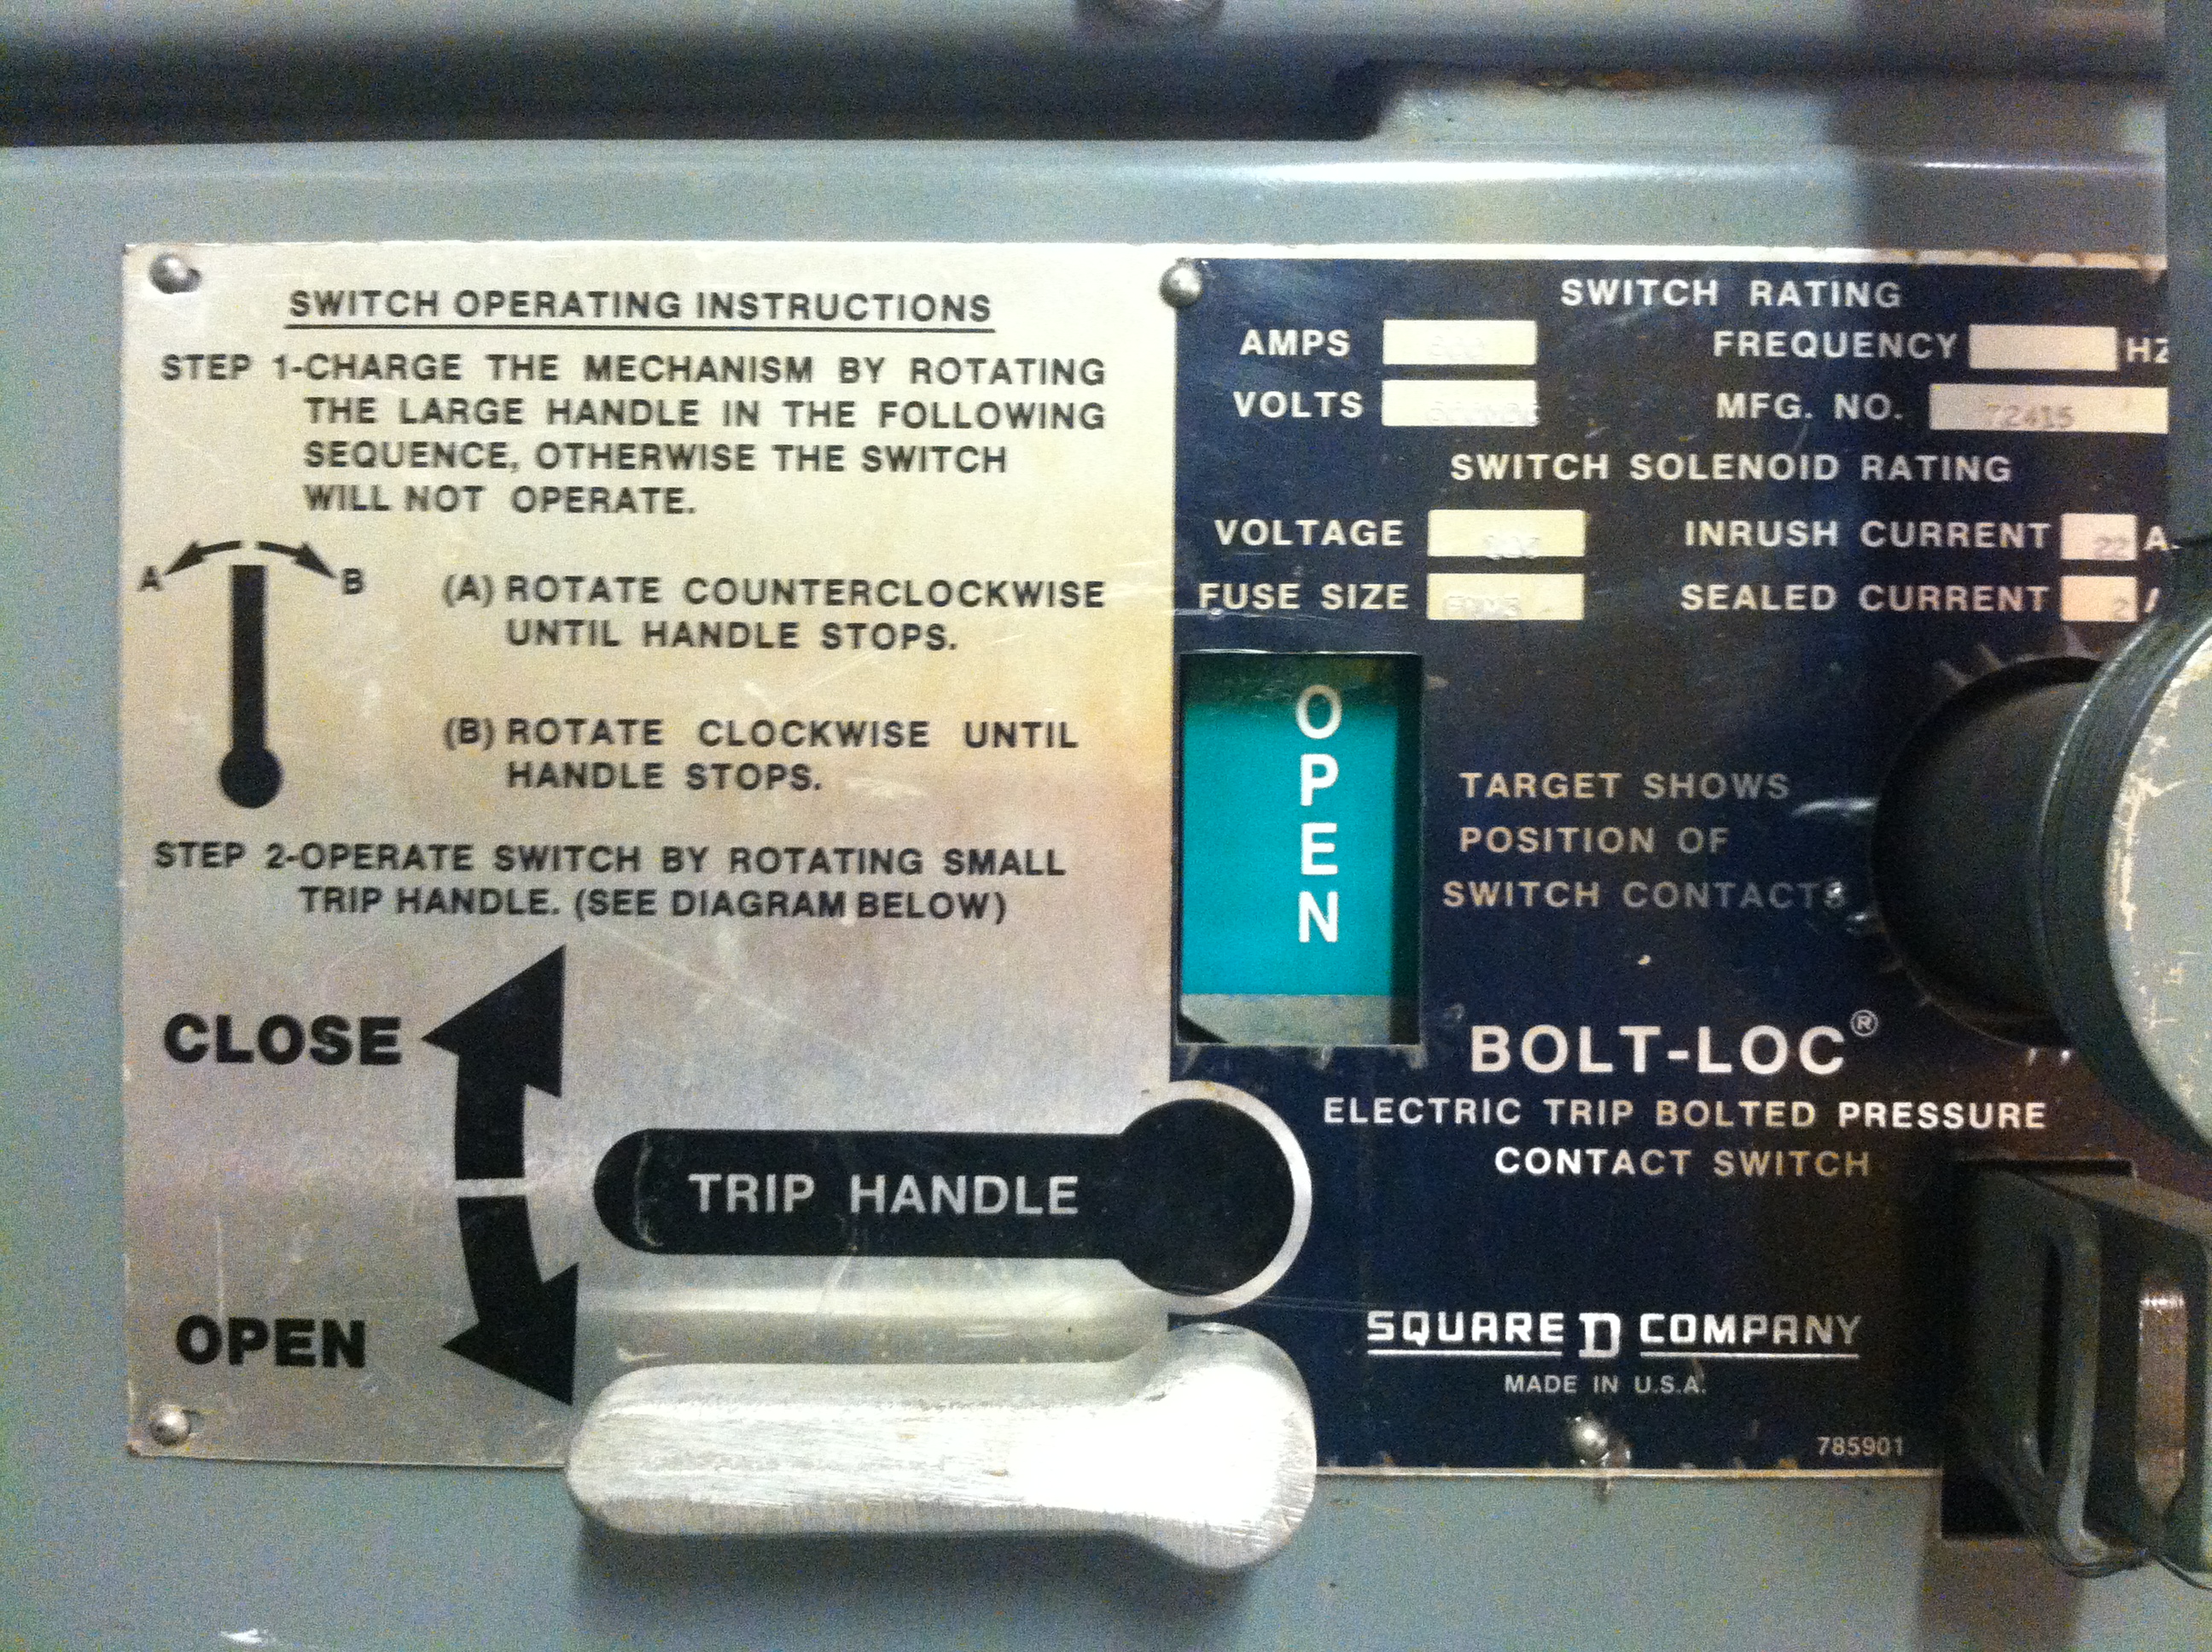 SWITCH OPERATING INSTRUCTIONS
STEP 1-CHARGE THE MECHANISM BY ROTATING
THE LARGE HANDLE IN THE FOLLOWING
SEQUENCE, OTHERWISE THE SWITCH
WILL NOT OPERATE.
A
B
(A) ROTATE COUNTERCLOCKWISE
UNTIL HANDLE STOPS.
(B) ROTATE CLOCKWISE UNTIL
HANDLE STOPS.
STEP 2-OPERATE SWITCH BY ROTATING SMALL
TRIP HANDLE. (SEE DIAGRAM BELOW)
CLOSE
OPEN
TRIP HANDLE
SWITCH RATING
AMPS
FREQUENCY HZ
VOLTS
MFG. NO. 72415
SWITCH SOLENOID RATING
VOLTAGE
INRUSH CURRENT 22 A.
FUSE SIZE
SEALED CURRENT 2
OPEN
TARGET SHOWS
POSITION OF
SWITCH CONTACTS
BOLT-LOC®
ELECTRIC TRIP BOLTED PRESSURE
CONTACT SWITCH
SQUARE D COMPANY
MADE IN U.S.A.
785901